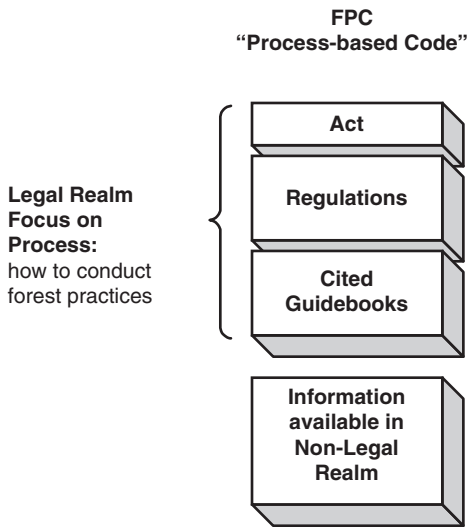 FPC
“Process-based Code”
Act
Regulations
Legal Realm
Focus on
Process:
how to conduct
forest practices
Cited
Guidebooks
Information
available in
Non-Legal
Realm